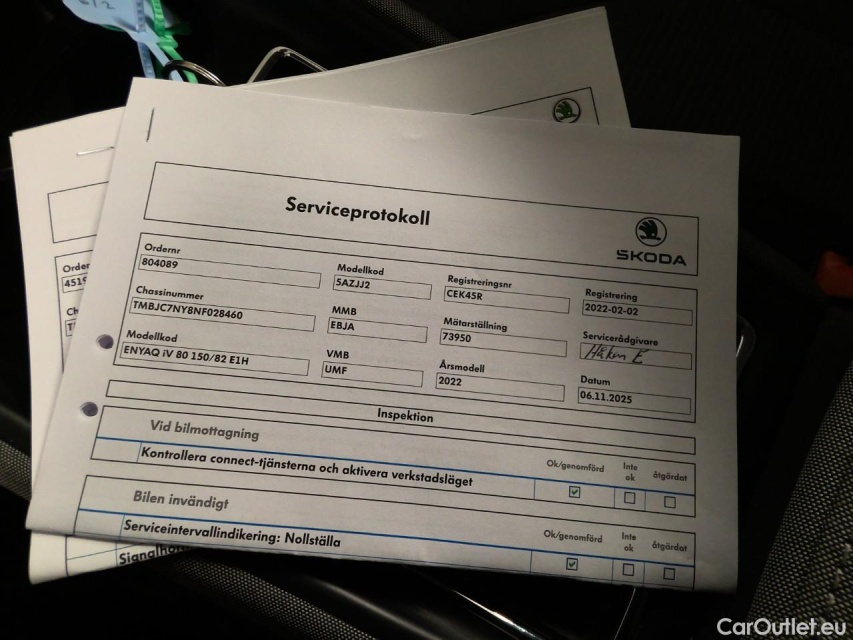 Serviceprotokoll
ŠKODA
Ordernr
804089
Modellkod
5AZJJ2
Registreringsnr
CEK45R
Registrering
2022-02-02
Chassinummer
TMBJC7NY8NF028460
MMB
EBJA
Mätarställning
73950
Servicerådgivare
Håkan E
Modellkod
ENYAQ iV 80 150/82 E1H
VMB
UMF
Årsmodell
2022
Datum
06.11.2025
Inspektion
Vid bilmottagning
Ok/genomförd
Inte ok
åtgärdat
Kontrollera connect-tjänsterna och aktivera verkstadsläget
Bilen invändigt
Ok/genomförd
Inte ok
åtgärdat
Serviceintervallindikering: Nollställa
CarOutlet.eu